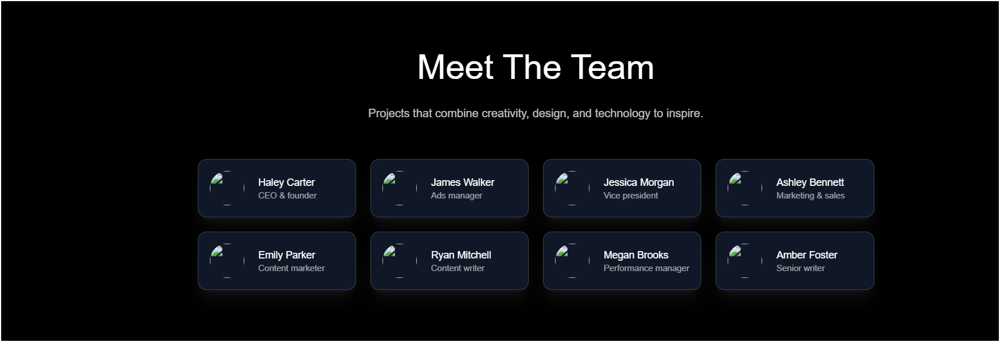 Meet The Team
Projects that combine creativity, design, and technology to inspire.
Haley Carter
CEO & founder
James Walker
Ads manager
Jessica Morgan
Vice president
Ashley Bennett
Marketing & sales
Emily Parker
Content marketer
Ryan Mitchell
Content writer
Megan Brooks
Performance manager
Amber Foster
Senior writer